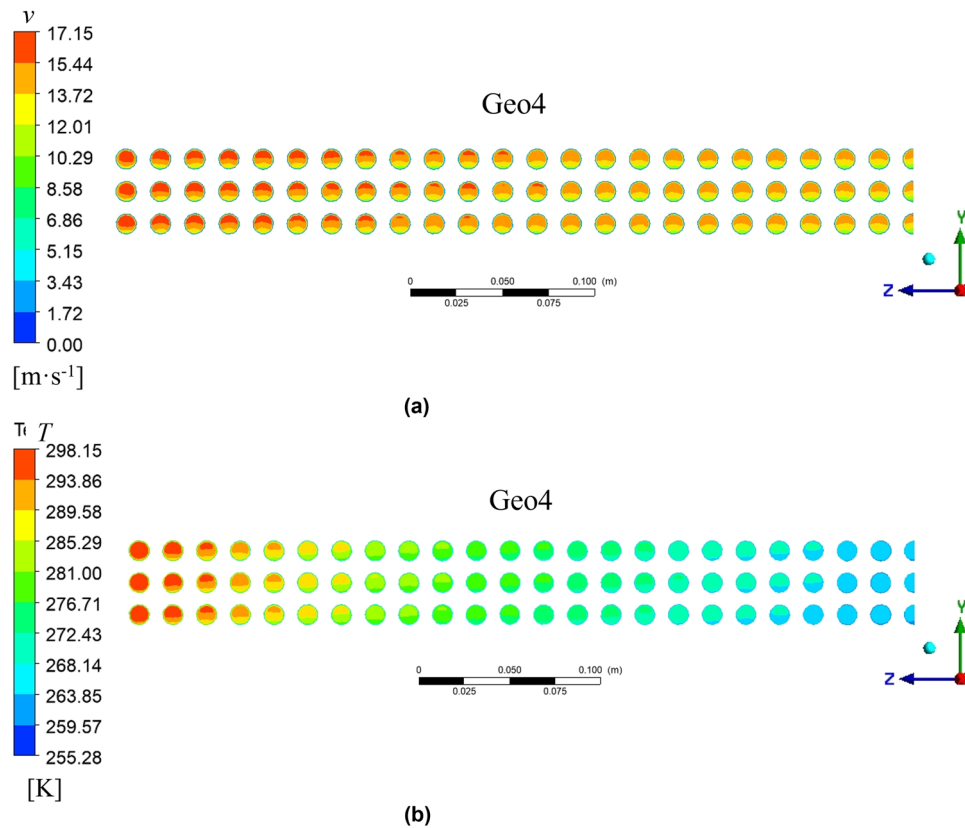 v
17.15
15.44
13.72
12.01
10.29
8.58
6.86
5.15
3.43
1.72
0.00
[m·s⁻¹]
Geo4
0 0.050 0.100 (m)
0.025 0.075
Y
Z
(a)
T
298.15
293.86
289.58
285.29
281.00
276.71
272.43
268.14
263.85
259.57
255.28
[K]
Geo4
0 0.050 0.100 (m)
0.025 0.075
Y
Z
(b)